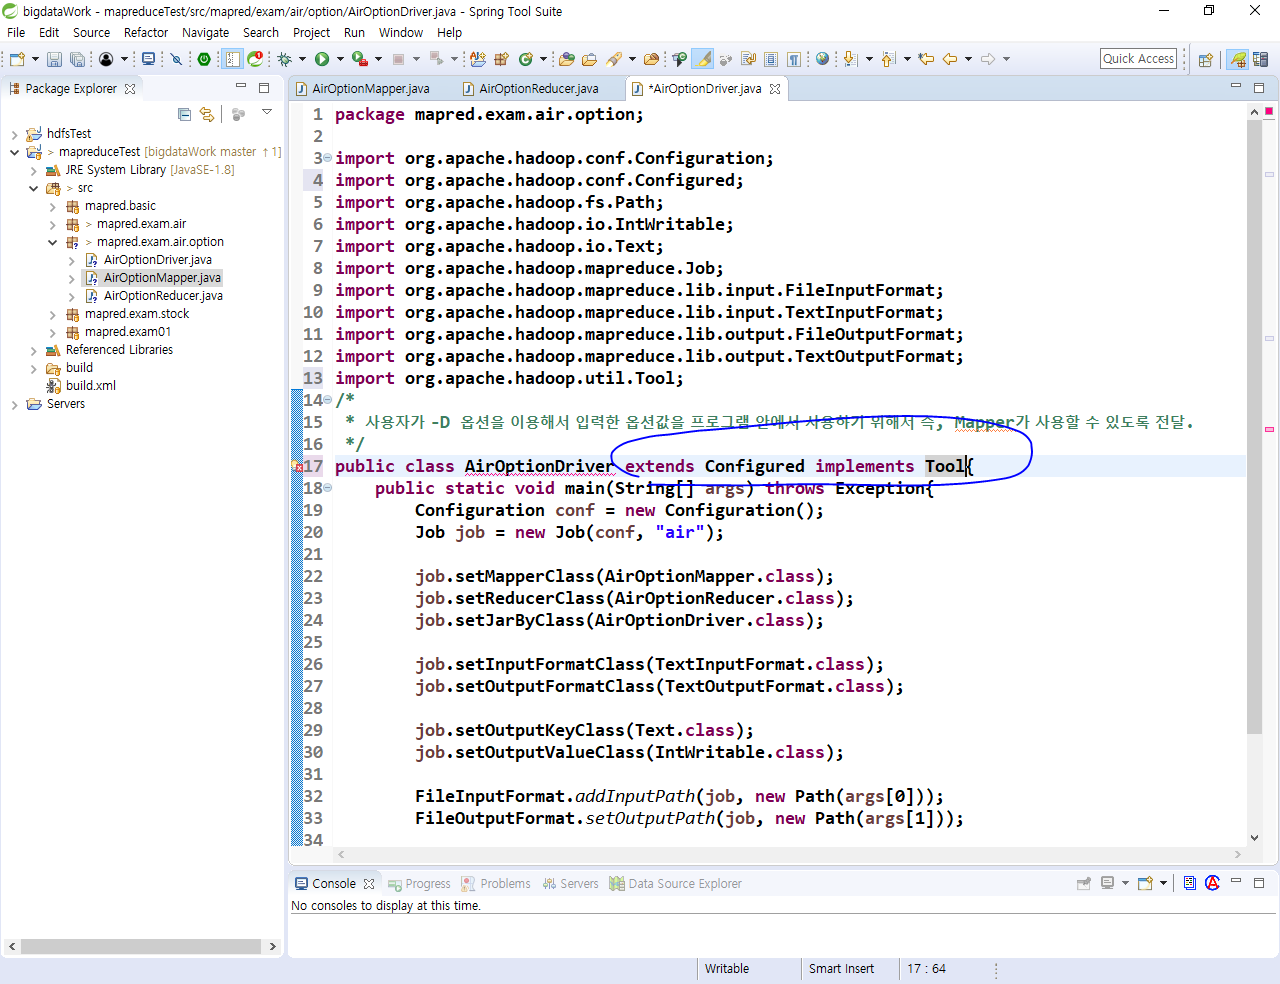 bigdataWork - mapreduceTest/src/mapred/exam/air/option/AirOptionDriver.java - Spring Tool Suite
File Edit Source Refactor Navigate Search Project Run Window Help
Quick Access
Package Explorer
hdfsTest
> mapreduceTest [bigdataWork master ↑1]
JRE System Library [JavaSE-1.8]
> src
mapred.basic
> mapred.exam.air
> mapred.exam.air.option
AirOptionDriver.java
AirOptionMapper.java
AirOptionReducer.java
mapred.exam.stock
mapred.exam01
Referenced Libraries
build
build.xml
Servers
AirOptionMapper.java AirOptionReducer.java *AirOptionDriver.java
1 package mapred.exam.air.option;
2
3 import org.apache.hadoop.conf.Configuration;
4 import org.apache.hadoop.conf.Configured;
5 import org.apache.hadoop.fs.Path;
6 import org.apache.hadoop.io.IntWritable;
7 import org.apache.hadoop.io.Text;
8 import org.apache.hadoop.mapreduce.Job;
9 import org.apache.hadoop.mapreduce.lib.input.FileInputFormat;
10 import org.apache.hadoop.mapreduce.lib.input.TextInputFormat;
11 import org.apache.hadoop.mapreduce.lib.output.FileOutputFormat;
12 import org.apache.hadoop.mapreduce.lib.output.TextOutputFormat;
13 import org.apache.hadoop.util.Tool;
14 /*
15 * 사용자가 -D 옵션을 이용해서 입력한 옵션값을 프로그램 안에서 사용하기 위해서 즉, Mapper가 사용할 수 있도록 전달.
16 */
17 public class AirOptionDriver extends Configured implements Tool{
18 public static void main(String[] args) throws Exception{
19 Configuration conf = new Configuration();
20 Job job = new Job(conf, "air");
21
22 job.setMapperClass(AirOptionMapper.class);
23 job.setReducerClass(AirOptionReducer.class);
24 job.setJarByClass(AirOptionDriver.class);
25
26 job.setInputFormatClass(TextInputFormat.class);
27 job.setOutputFormatClass(TextOutputFormat.class);
28
29 job.setOutputKeyClass(Text.class);
30 job.setOutputValueClass(IntWritable.class);
31
32 FileInputFormat.addInputPath(job, new Path(args[0]));
33 FileOutputFormat.setOutputPath(job, new Path(args[1]));
34
Console Progress Problems Servers Data Source Explorer
No consoles to display at this time.
Writable Smart Insert 17 : 64